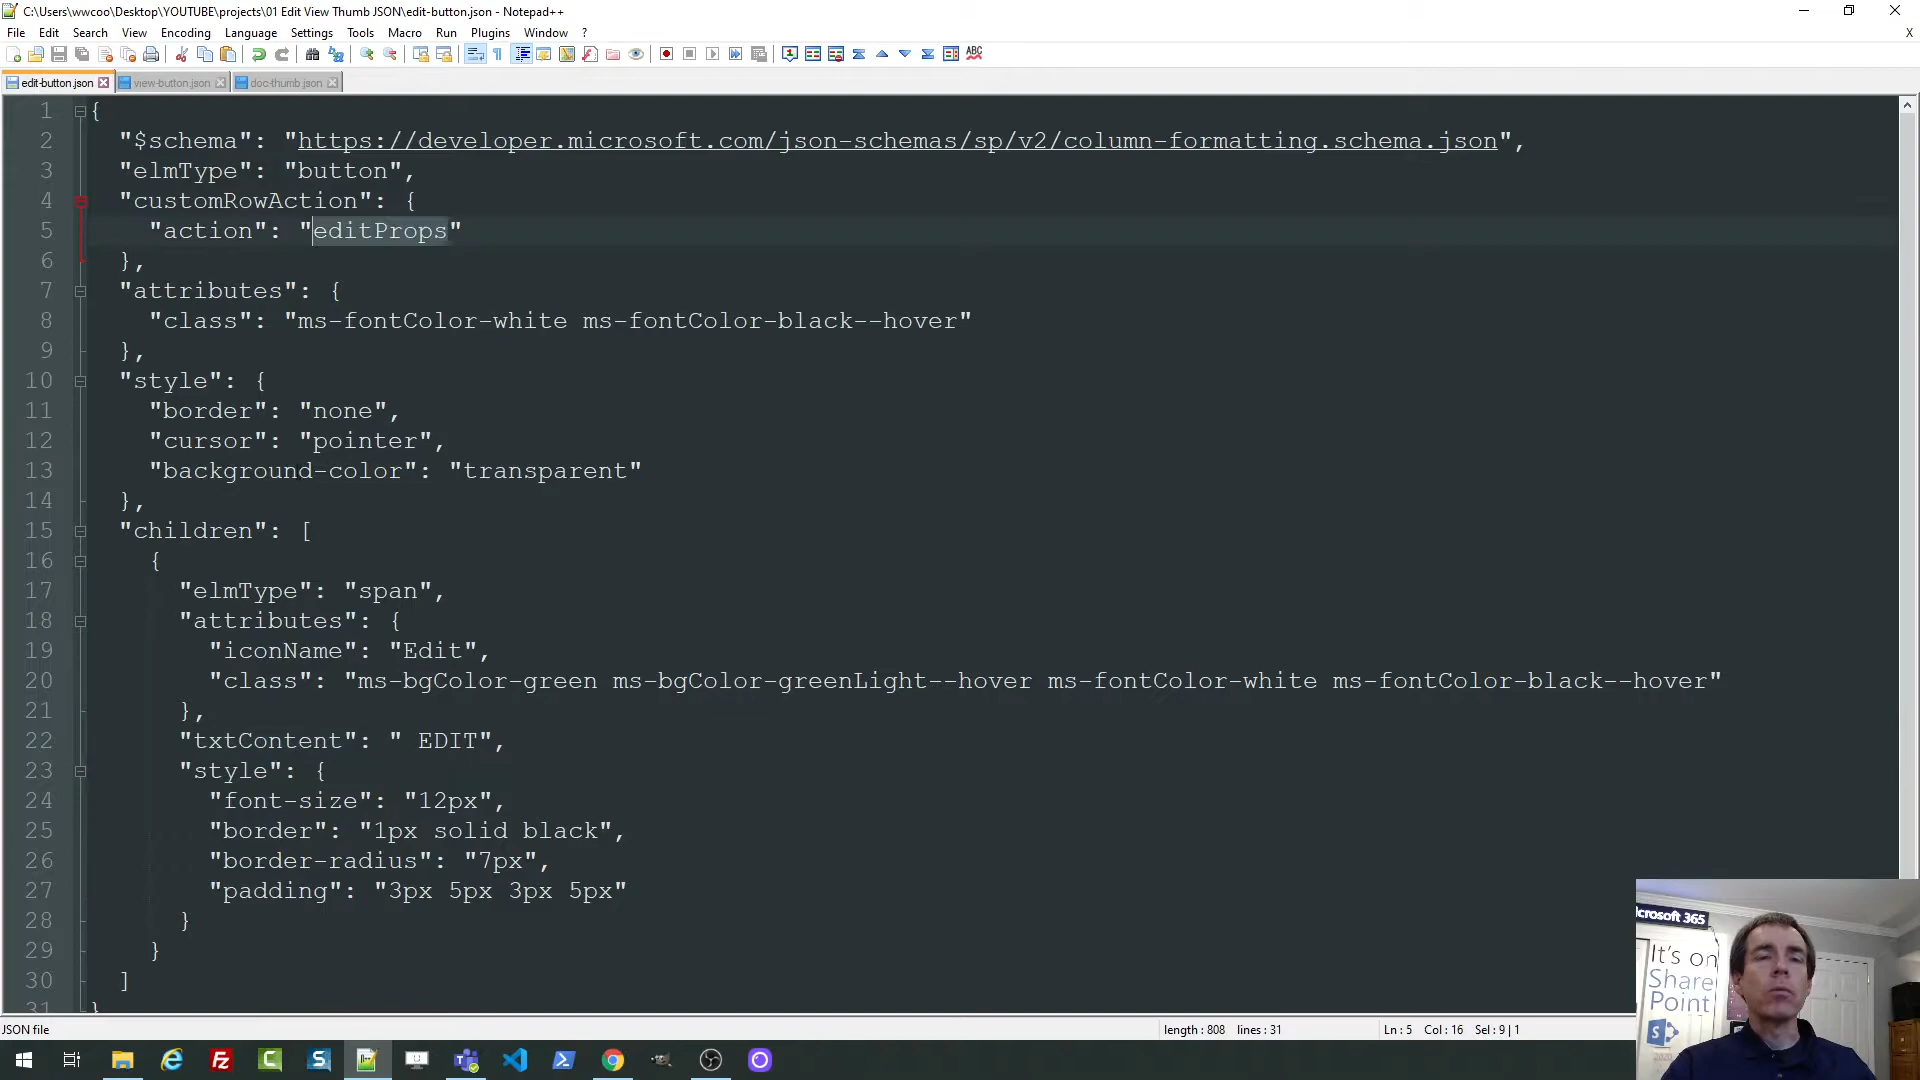 C:\Users\wwcoo\Desktop\YOUTUBE\projects\01 Edit View Thumb JSON\edit-button.json - Notepad++
File Edit Search View Encoding Language Settings Tools Macro Run Plugins Window ? X
edit-button.json view-button.json doc-thumb.json
1 {
2 "$schema": "https://developer.microsoft.com/json-schemas/sp/v2/column-formatting.schema.json",
3 "elmType": "button",
4 "customRowAction": {
5 "action": "editProps"
6 },
7 "attributes": {
8 "class": "ms-fontColor-white ms-fontColor-black--hover"
9 },
10 "style": {
11 "border": "none",
12 "cursor": "pointer",
13 "background-color": "transparent"
14 },
15 "children": [
16 {
17 "elmType": "span",
18 "attributes": {
19 "iconName": "Edit",
20 "class": "ms-bgColor-green ms-bgColor-greenLight--hover ms-fontColor-white ms-fontColor-black--hover"
21 },
22 "txtContent": " EDIT",
23 "style": {
24 "font-size": "12px",
25 "border": "1px solid black",
26 "border-radius": "7px",
27 "padding": "3px 5px 3px 5px"
28 }
29 }
30 ]
31 }
crosoft 365
It's on
Share
Point
JSON file length : 808 lines : 31 Ln : 5 Col : 16 Sel : 9 | 1